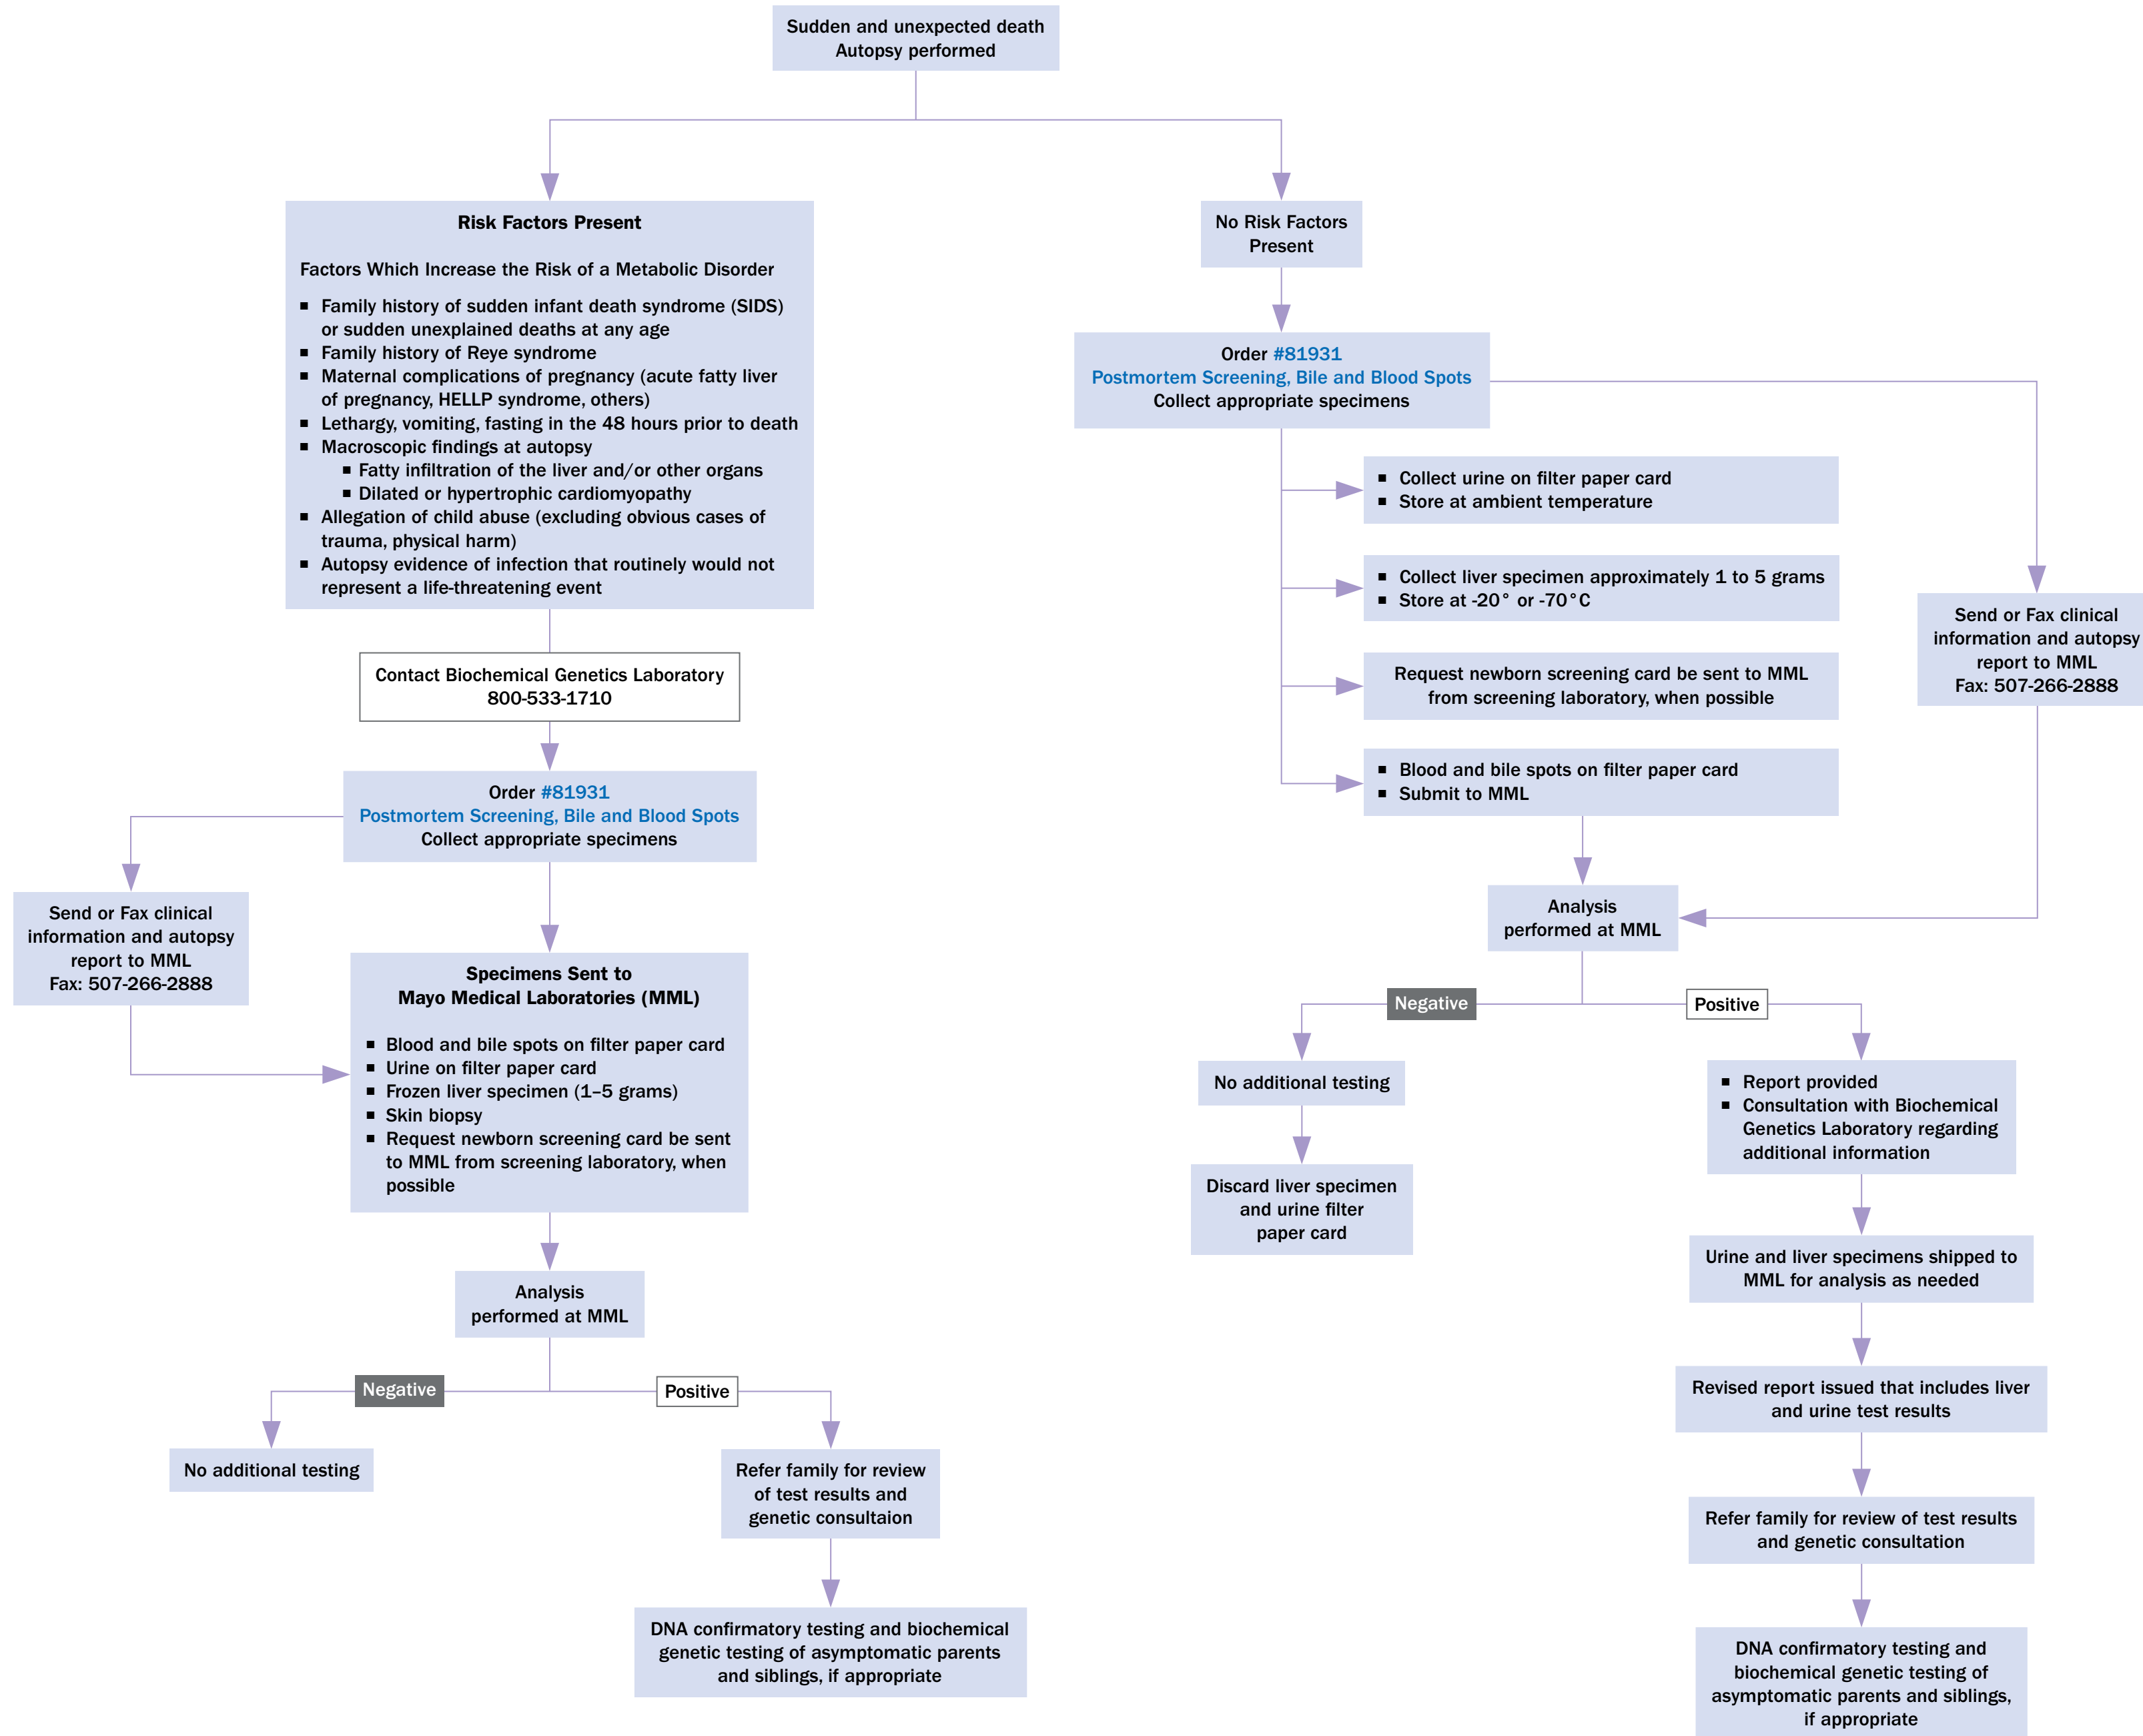 Sudden and unexpected death
Autopsy performed
Risk Factors Present
Factors Which Increase the Risk of a Metabolic Disorder
▪ Family history of sudden infant death syndrome (SIDS)
or sudden unexplained deaths at any age
▪ Family history of Reye syndrome
▪ Maternal complications of pregnancy (acute fatty liver
of pregnancy, HELLP syndrome, others)
▪ Lethargy, vomiting, fasting in the 48 hours prior to death
▪ Macroscopic findings at autopsy
▪ Fatty infiltration of the liver and/or other organs
▪ Dilated or hypertrophic cardiomyopathy
▪ Allegation of child abuse (excluding obvious cases of
trauma, physical harm)
▪ Autopsy evidence of infection that routinely would not
represent a life-threatening event
Contact Biochemical Genetics Laboratory
800-533-1710
Order #81931
Postmortem Screening, Bile and Blood Spots
Collect appropriate specimens
Send or Fax clinical
information and autopsy
report to MML
Fax: 507-266-2888
Specimens Sent to
Mayo Medical Laboratories (MML)
▪ Blood and bile spots on filter paper card
▪ Urine on filter paper card
▪ Frozen liver specimen (1–5 grams)
▪ Skin biopsy
▪ Request newborn screening card be sent
to MML from screening laboratory, when
possible
Analysis
performed at MML
Negative
Positive
No additional testing
Refer family for review
of test results and
genetic consultaion
DNA confirmatory testing and biochemical
genetic testing of asymptomatic parents
and siblings, if appropriate
No Risk Factors
Present
Order #81931
Postmortem Screening, Bile and Blood Spots
Collect appropriate specimens
▪ Collect urine on filter paper card
▪ Store at ambient temperature
▪ Collect liver specimen approximately 1 to 5 grams
▪ Store at -20° or -70°C
Request newborn screening card be sent to MML
from screening laboratory, when possible
▪ Blood and bile spots on filter paper card
▪ Submit to MML
Send or Fax clinical
information and autopsy
report to MML
Fax: 507-266-2888
Analysis
performed at MML
Negative
Positive
No additional testing
Discard liver specimen
and urine filter
paper card
▪ Report provided
▪ Consultation with Biochemical
Genetics Laboratory regarding
additional information
Urine and liver specimens shipped to
MML for analysis as needed
Revised report issued that includes liver
and urine test results
Refer family for review of test results
and genetic consultation
DNA confirmatory testing and
biochemical genetic testing of
asymptomatic parents and siblings,
if appropriate